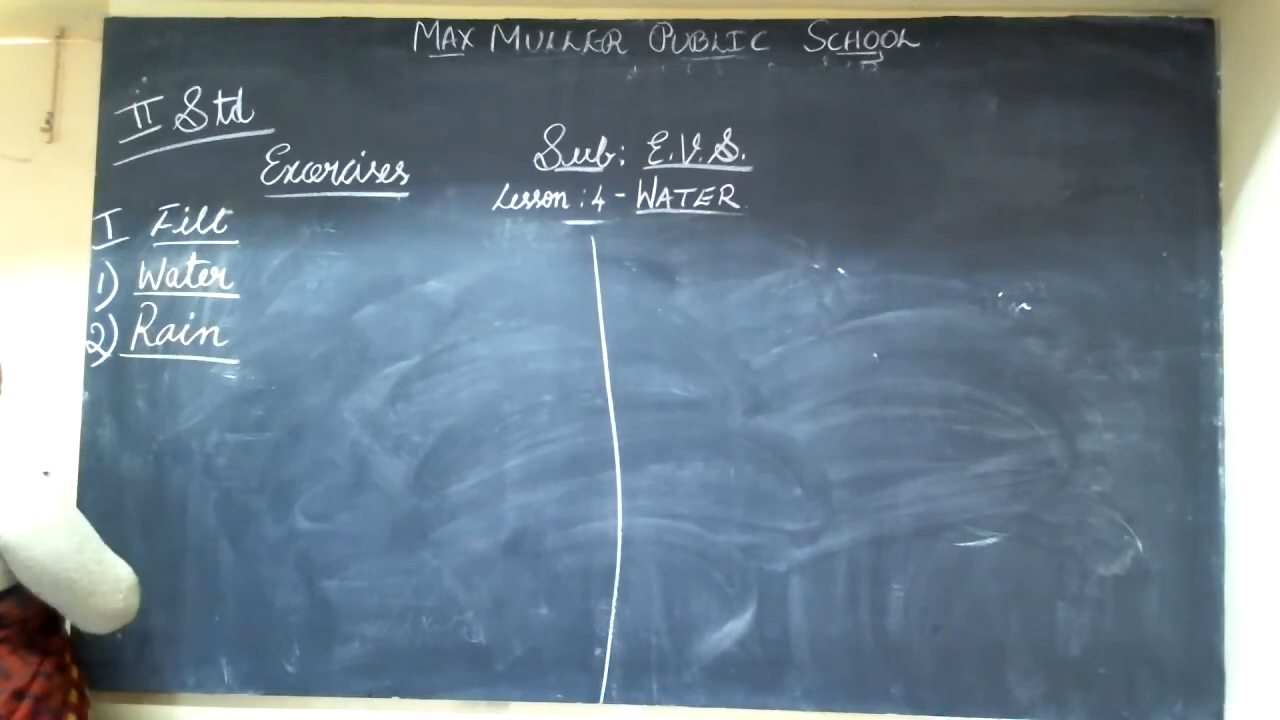 MAX MULLER PUBLIC SCHOOL
II Std
Sub: E.V.S.
Exercises
Lesson: 4 - WATER
I Fill
1) Water
2) Rain